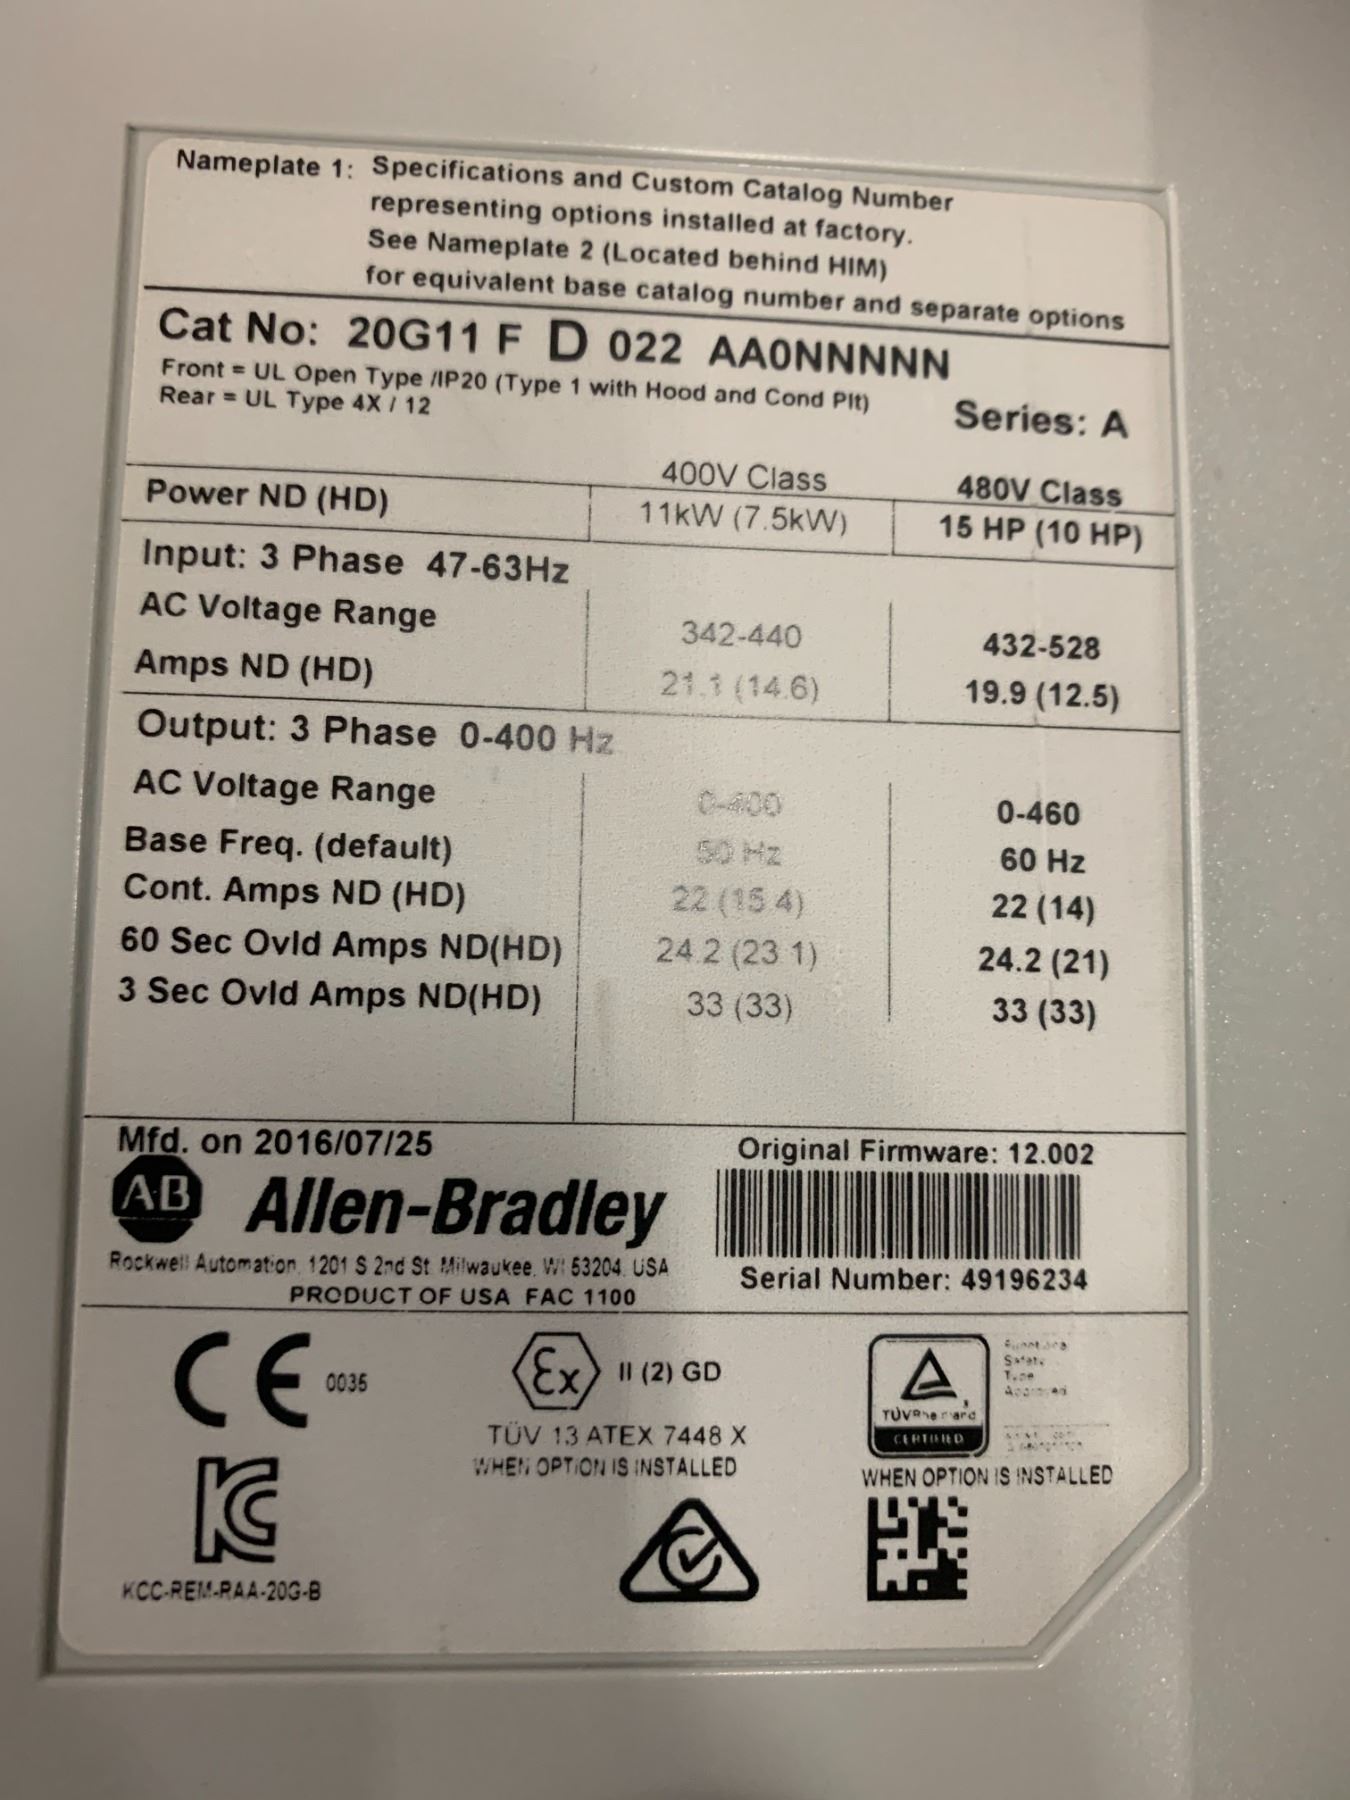 Nameplate 1: Specifications and Custom Catalog Number
representing options installed at factory.
See Nameplate 2 (Located behind HIM)
for equivalent base catalog number and separate options
Cat No: 20G11 F D 022 AA0NNNNN
Front = UL Open Type /IP20 (Type 1 with Hood and Cond Plt)
Rear = UL Type 4X / 12
Series: A
400V Class 480V Class
Power ND (HD) 11kW (7.5kW) 15 HP (10 HP)
Input: 3 Phase 47-63Hz
AC Voltage Range 342-440 432-528
Amps ND (HD) 21.1 (14.6) 19.9 (12.5)
Output: 3 Phase 0-400 Hz
AC Voltage Range 0-400 0-460
Base Freq. (default) 50 Hz 60 Hz
Cont. Amps ND (HD) 22 (15.4) 22 (14)
60 Sec Ovld Amps ND(HD) 24.2 (23.1) 24.2 (21)
3 Sec Ovld Amps ND(HD) 33 (33) 33 (33)
Mfd. on 2016/07/25
Original Firmware: 12.002
AB Allen-Bradley
Rockwell Automation, 1201 S 2nd St. Milwaukee, WI 53204, USA
PRODUCT OF USA FAC 1100
Serial Number: 49196234
CE 0035
Ex II (2) GD
TÜV 13 ATEX 7448 X
WHEN OPTION IS INSTALLED
TÜVRheinland
CERTIFIED
Functional
Safety
Type
Approved
WHEN OPTION IS INSTALLED
KC
KCC-REM-RAA-20G-B